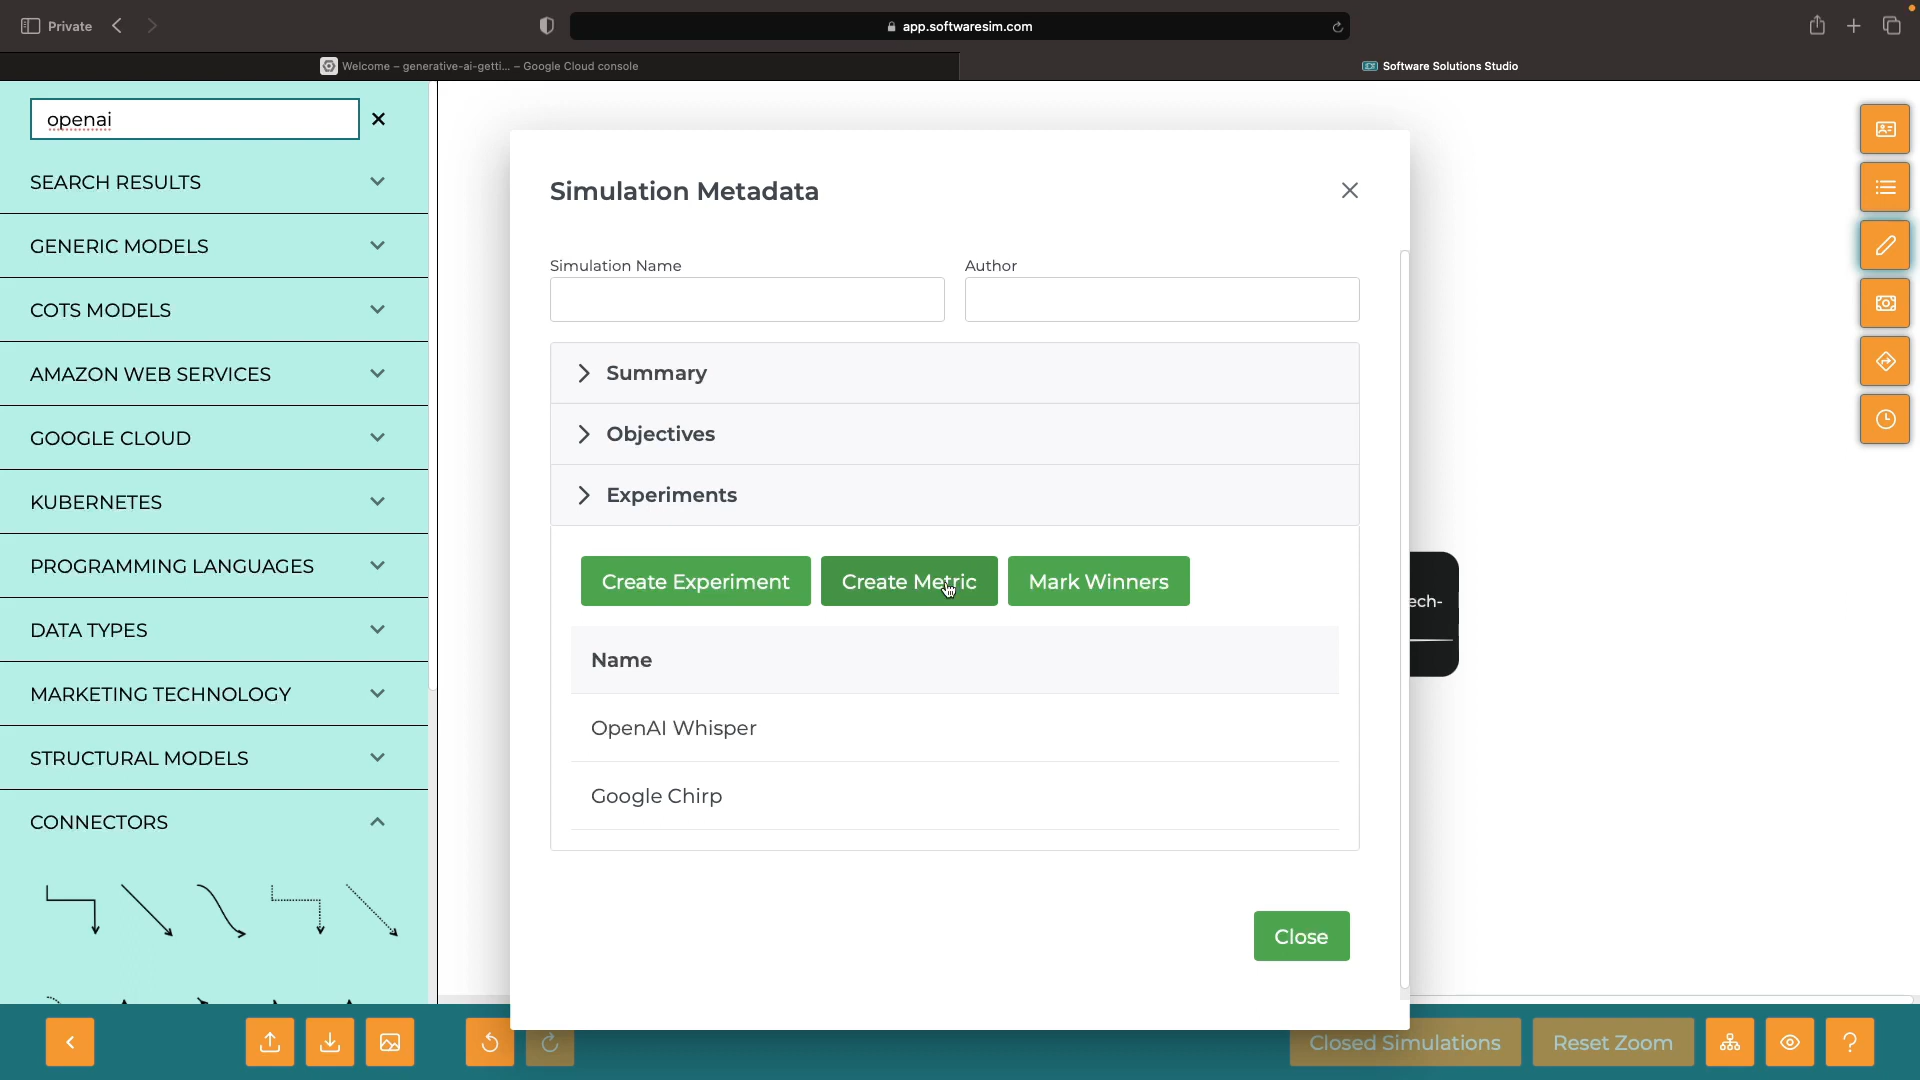 Private
app.softwaresim.com
Welcome – generative-ai-getti... – Google Cloud console
Software Solutions Studio
openai
SEARCH RESULTS
GENERIC MODELS
COTS MODELS
AMAZON WEB SERVICES
GOOGLE CLOUD
KUBERNETES
PROGRAMMING LANGUAGES
DATA TYPES
MARKETING TECHNOLOGY
STRUCTURAL MODELS
CONNECTORS
Simulation Metadata
Simulation Name
Author
Summary
Objectives
Experiments
Create Experiment
Create Metric
Mark Winners
Name
OpenAI Whisper
Google Chirp
Close
ech-
Closed Simulations
Reset Zoom